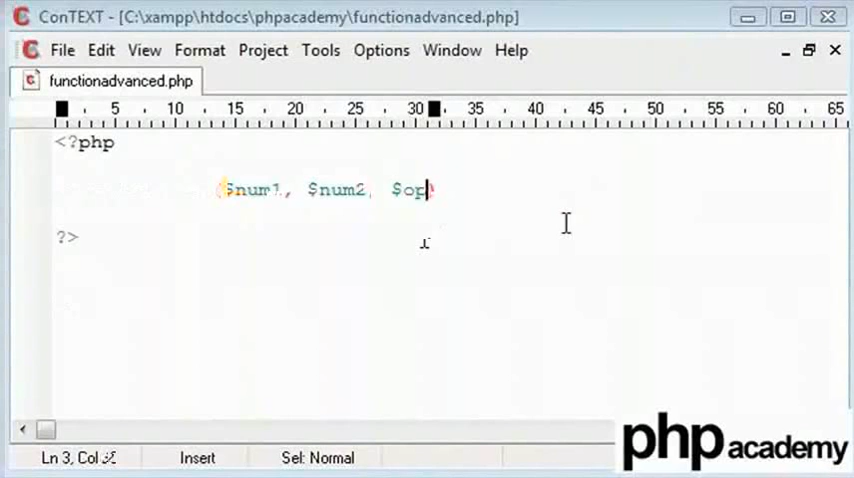 ConTEXT - [C:\xampp\htdocs\phpacademy\functionadvanced.php]
File Edit View Format Project Tools Options Window Help
functionadvanced.php
5 10 15 20 25 30 35 40 45 50 55 60 65
<?php
($num1, $num2, $op)
?>
Ln 3, Col
Insert
Sel: Normal
php academy